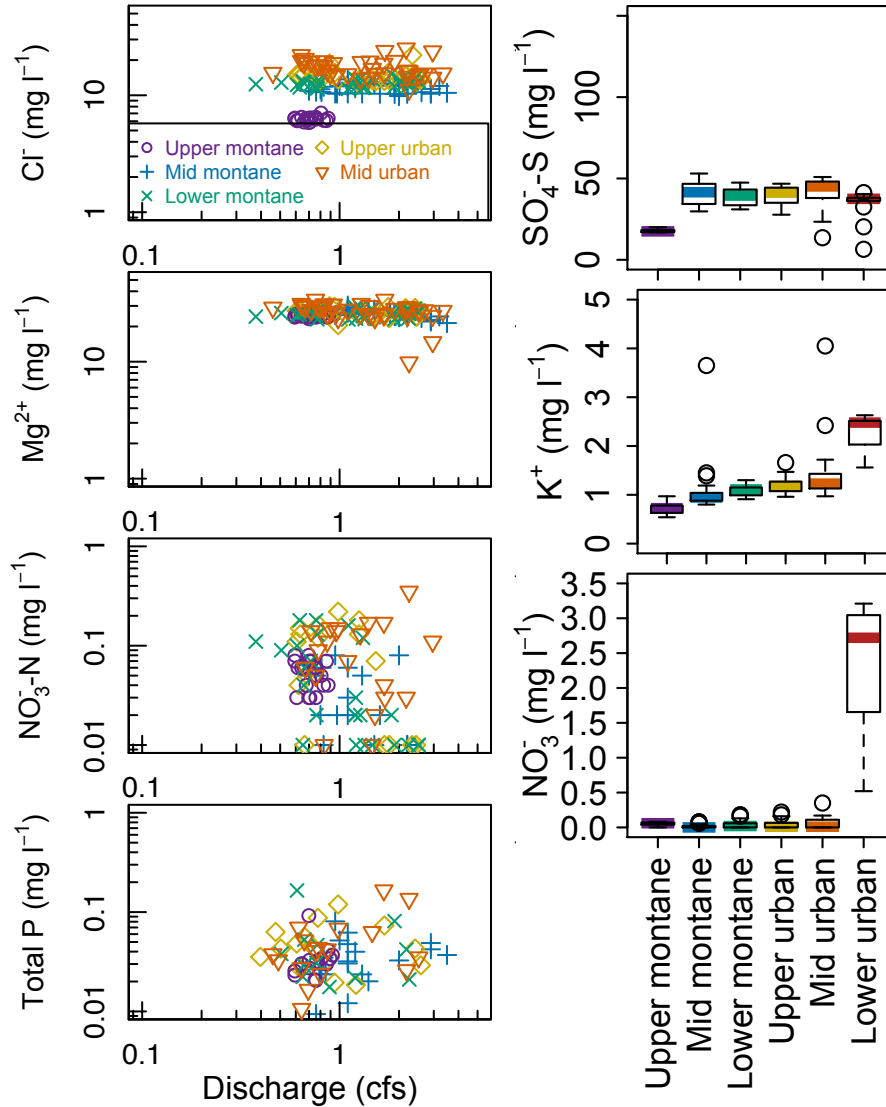 Cl⁻ (mg l⁻¹)
10
1
Upper montane
Upper urban
Mid montane
Mid urban
Lower montane
0.1
1
Mg²⁺ (mg l⁻¹)
10
1
0.1
1
NO₃⁻-N (mg l⁻¹)
1
0.1
0.01
0.1
1
Total P (mg l⁻¹)
1
0.1
0.01
0.1
1
Discharge (cfs)
SO₄⁻-S (mg l⁻¹)
100
50
0
K⁺ (mg l⁻¹)
5
4
3
2
1
0
NO₃⁻ (mg l⁻¹)
3.5
3.0
2.5
2.0
1.5
1.0
0.5
0.0
Upper montane
Mid montane
Lower montane
Upper urban
Mid urban
Lower urban